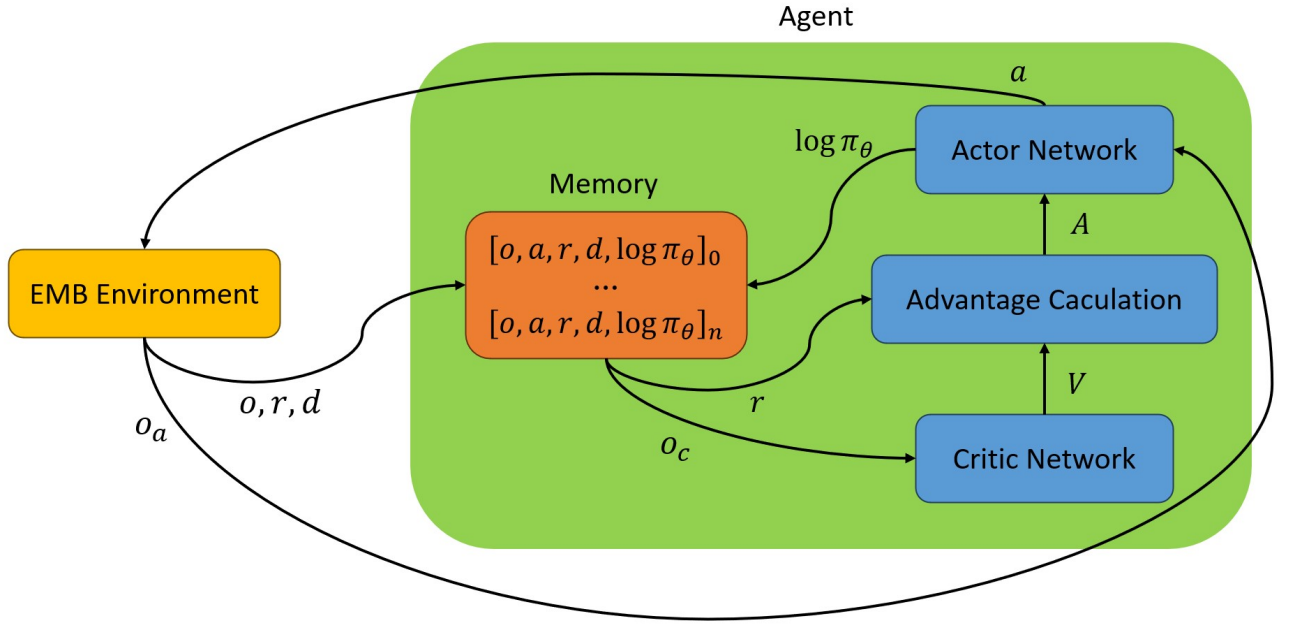 Agent
a
log π_θ
Actor Network
Memory
[o, a, r, d, log π_θ]_0
...
[o, a, r, d, log π_θ]_n
A
EMB Environment
Advantage Caculation
o, r, d
r
V
o_a
o_c
Critic Network